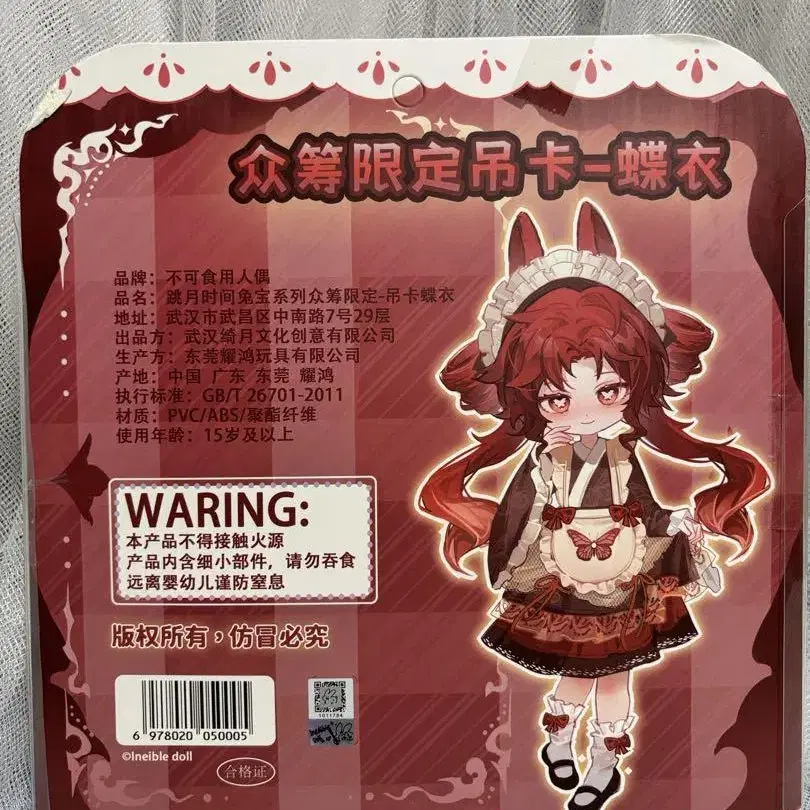 众筹限定吊卡-蝶衣
品牌：不可食用人偶
品名：跳月时间兔宝系列众筹限定-吊卡蝶衣
地址：武汉市武昌区中南路7号29层
出品方：武汉绮月文化创意有限公司
生产方：东莞耀鸿玩具有限公司
产地：中国 广东 东莞 耀鸿
执行标准：GB/T 26701-2011
材质：PVC/ABS/聚酯纤维
使用年龄：15岁及以上
WARING:
本产品不得接触火源
产品内含细小部件，请勿吞食
远离婴幼儿谨防窒息
版权所有，仿冒必究
6 978020 050005
1011784
©Ineible doll
合格证